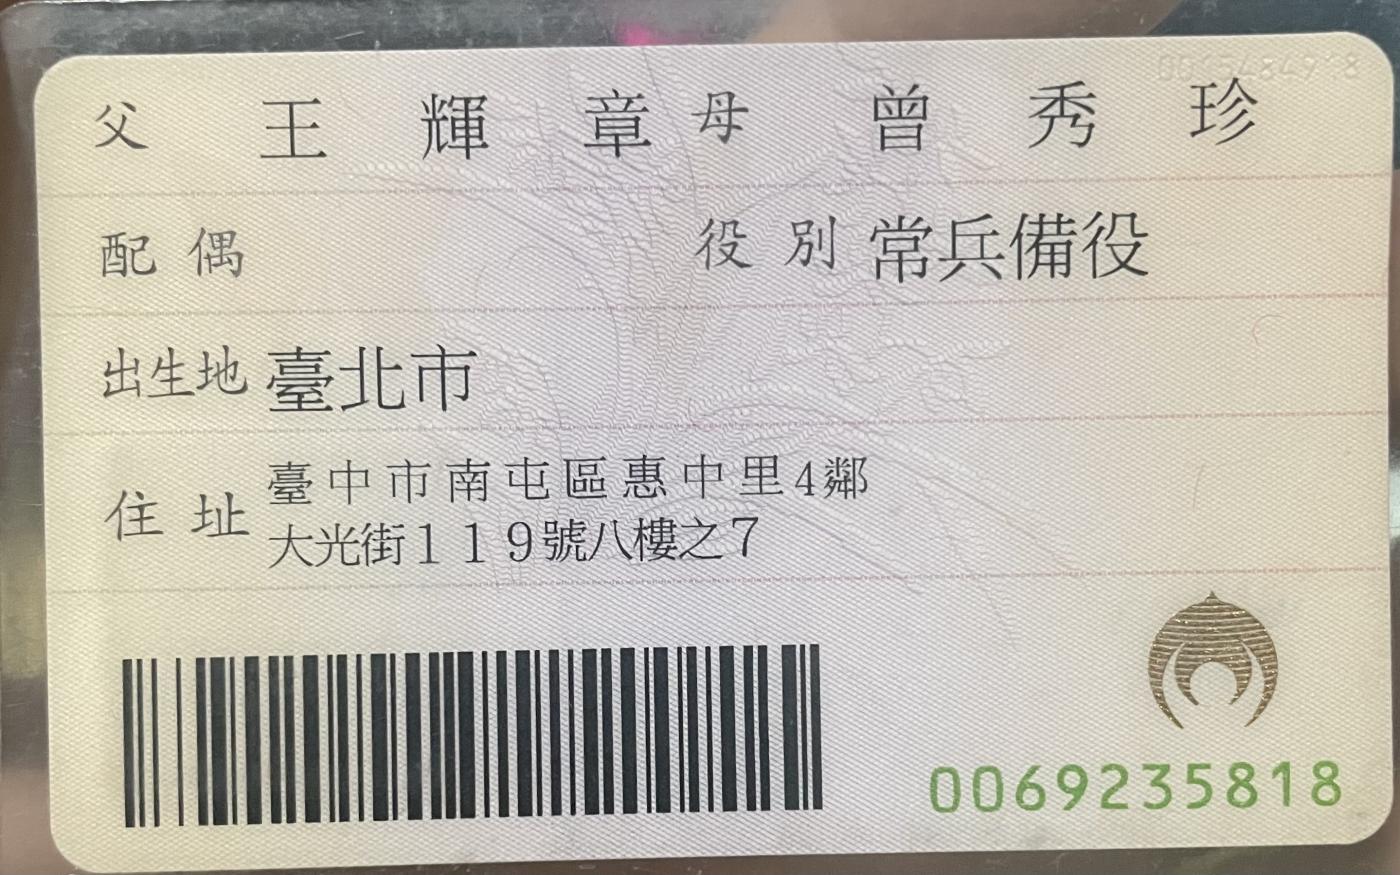 父 王輝章 母 曾秀珍
配偶 役別 常兵備役
出生地 臺北市
住址 臺中市南屯區惠中里4鄰
大光街119號八樓之7
0069235818